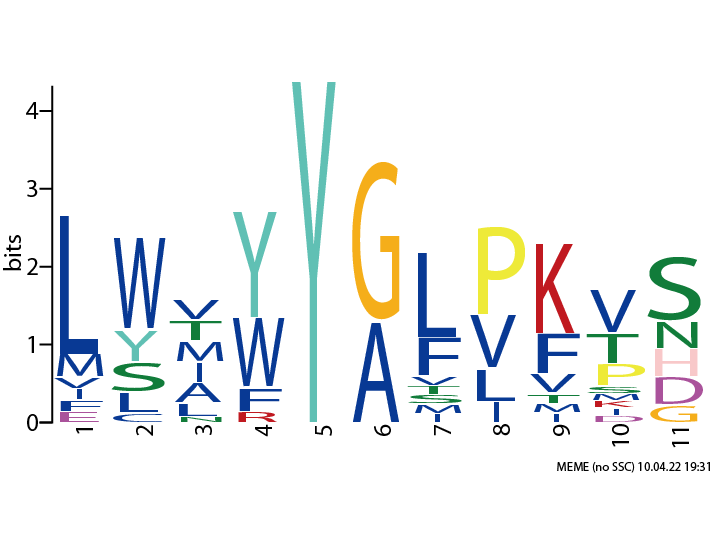 4
3
2
1
0
bits
L M V I F E
W Y S L C
V T M I A L N
Y W F R
Y
G A
L F V T S M I
P V L I
K F V T M I
V T P S M K I D
S N H D G
1 2 3 4 5 6 7 8 9 10 11
MEME (no SSC) 10.04.22 19:31